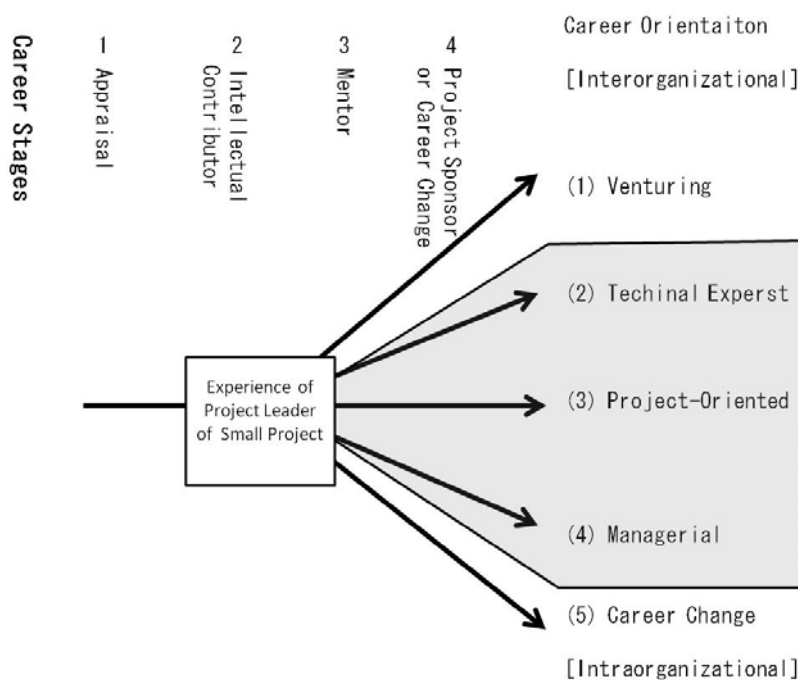 Career Stages
1 Appraisal
2 Intellectual
Contributor
3 Mentor
4 Project Sponsor
or Career Change
Career Orientaiton
[Interorganizational]
(1) Venturing
(2) Techinal Experst
(3) Project-Oriented
(4) Managerial
(5) Career Change
[Intraorganizational]
Experience of
Project Leader
of Small Project